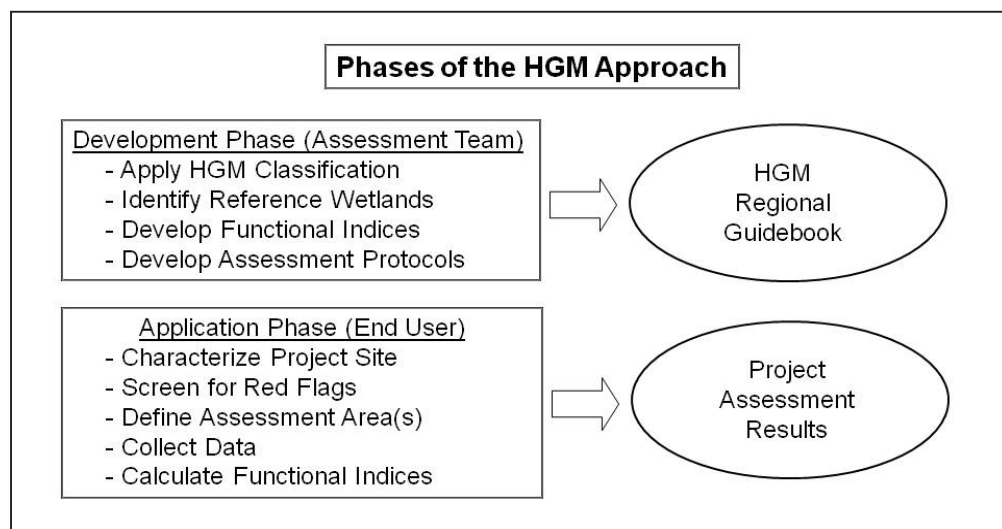 Phases of the HGM Approach
Development Phase (Assessment Team)
- Apply HGM Classification
- Identify Reference Wetlands
- Develop Functional Indices
- Develop Assessment Protocols
HGM
Regional
Guidebook
Application Phase (End User)
- Characterize Project Site
- Screen for Red Flags
- Define Assessment Area(s)
- Collect Data
- Calculate Functional Indices
Project
Assessment
Results